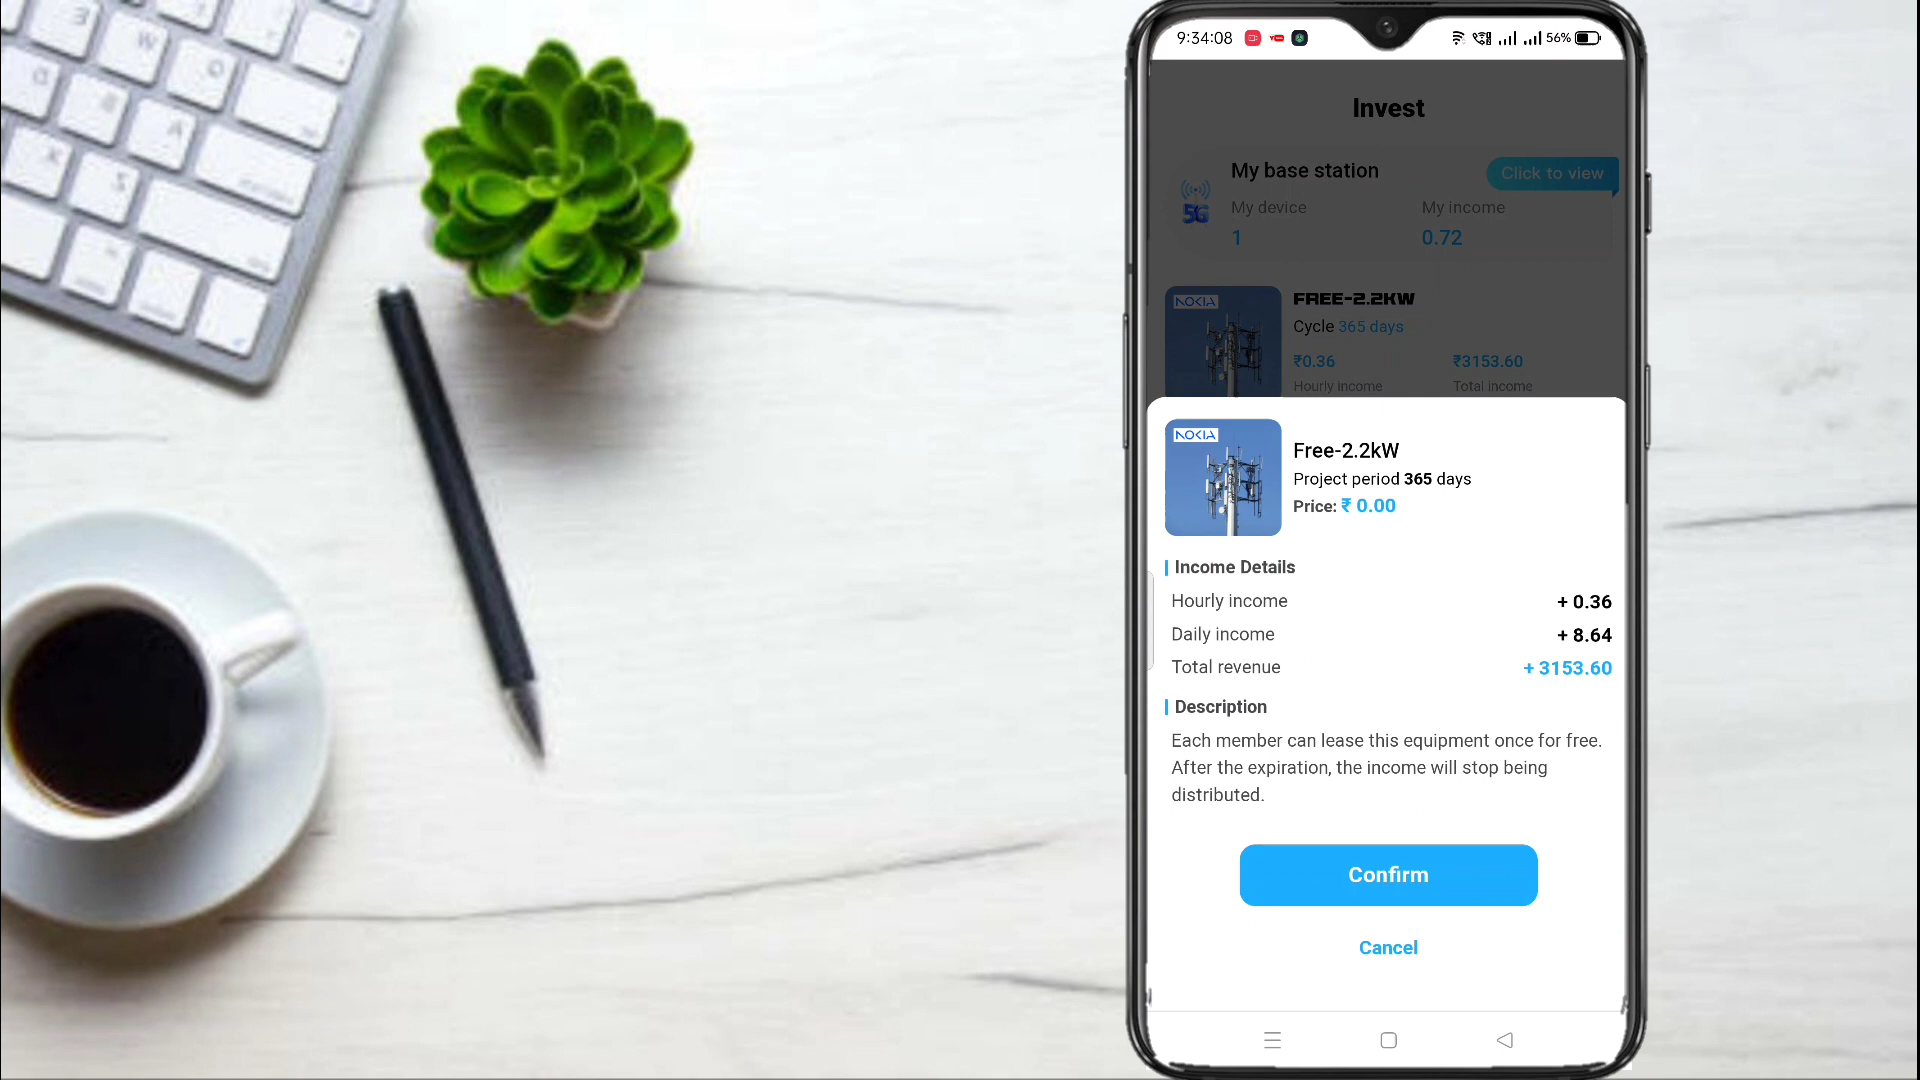 9:34:08
56%
Invest
My base station
Click to view
My device
My income
5G
1
0.72
NOKIA
FREE-2.2KW
Cycle 365 days
₹0.36
₹3153.60
Hourly income
Total income
NOKIA
Free-2.2kW
Project period 365 days
Price: ₹ 0.00
Income Details
Hourly income
+ 0.36
Daily income
+ 8.64
Total revenue
+ 3153.60
Description
Each member can lease this equipment once for free.
After the expiration, the income will stop being
distributed.
Confirm
Cancel